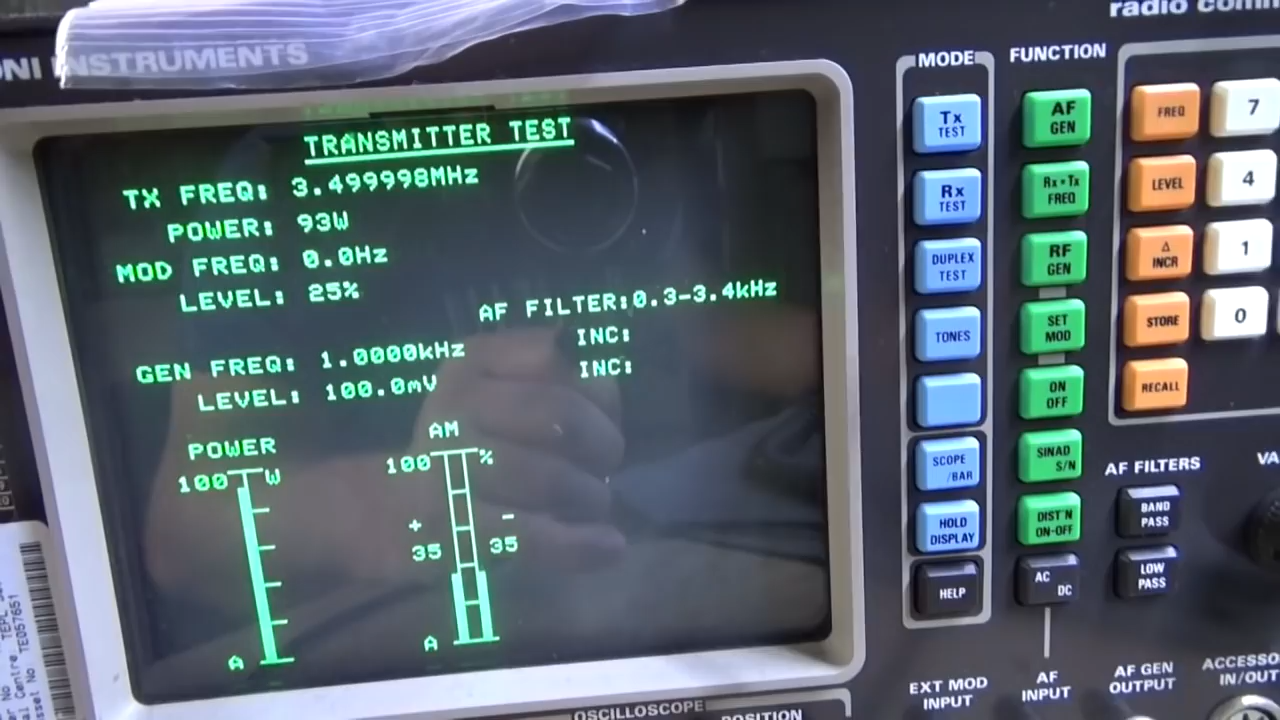 INSTRUMENTS
radio
TRANSMITTER TEST
TX FREQ: 3.499998MHz
POWER: 93W
MOD FREQ: 0.0Hz
LEVEL: 25%
AF FILTER:0.3-3.4kHz
INC:
GEN FREQ: 1.0000kHz
INC:
LEVEL: 100.0mV
POWER
100 W
A
AM
100 %
+ -
35 35
A
MODE
Tx TEST
Rx TEST
DUPLEX TEST
TONES
SCOPE /BAR
HOLD DISPLAY
HELP
FUNCTION
AF GEN
Rx=Tx FREQ
RF GEN
SET MOD
ON OFF
SINAD S/N
DIST'N ON-OFF
AC DC
FREQ 7
LEVEL 4
Δ INCR 1
STORE 0
RECALL
AF FILTERS
BAND PASS
LOW PASS
VA
EXT MOD INPUT
AF INPUT
AF GEN OUTPUT
ACCESSO
IN/OUT
OSCILLOSCOPE
POSITION
TE057651